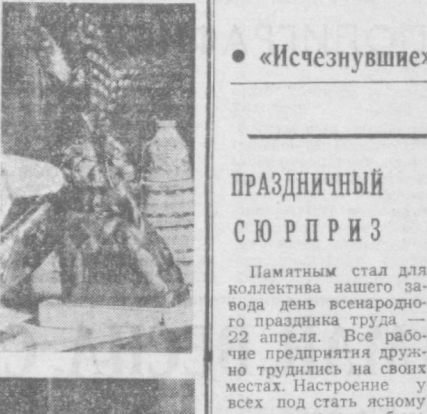 ● «Исчезнувшие»
ПРАЗДНИЧНЫЙ
СЮРПРИЗ
Памятным стал для
коллектива нашего за-
вода день всенародно-
го праздника труда —
22 апреля. Все рабо-
чие предприятия друж-
но трудились на своих
местах. Настроение у
всех под стать ясному